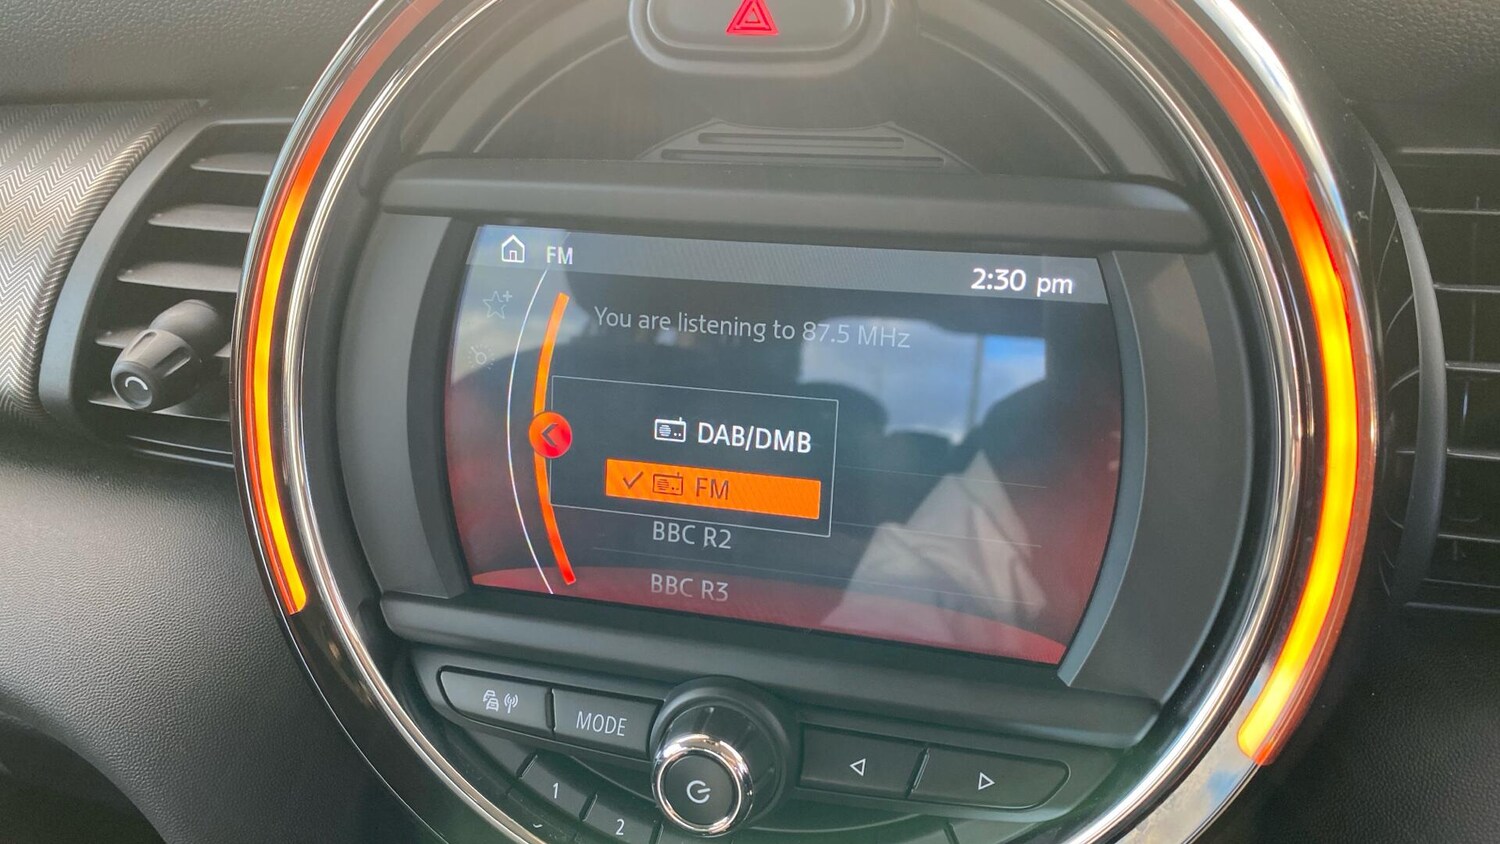 FM
2:30 pm
You are listening to 87.5 MHz
DAB/DMB
FM
BBC R2
BBC R3
MODE
1
2